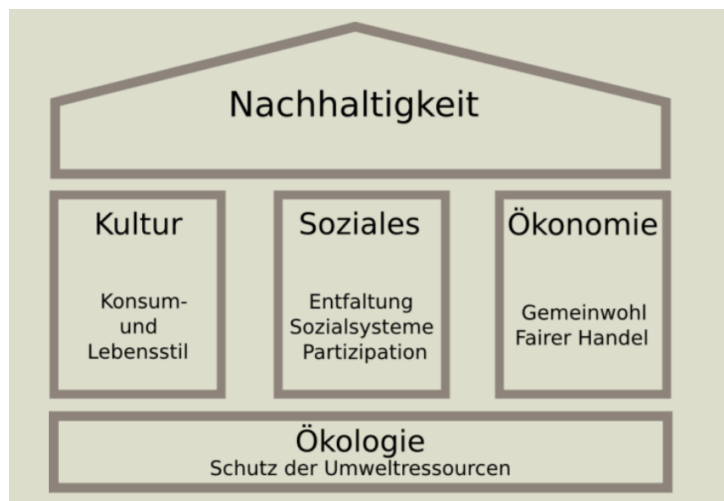 Nachhaltigkeit
Kultur
Konsum-
und
Lebensstil
Soziales
Entfaltung
Sozialsysteme
Partizipation
Ökonomie
Gemeinwohl
Fairer Handel
Ökologie
Schutz der Umweltressourcen